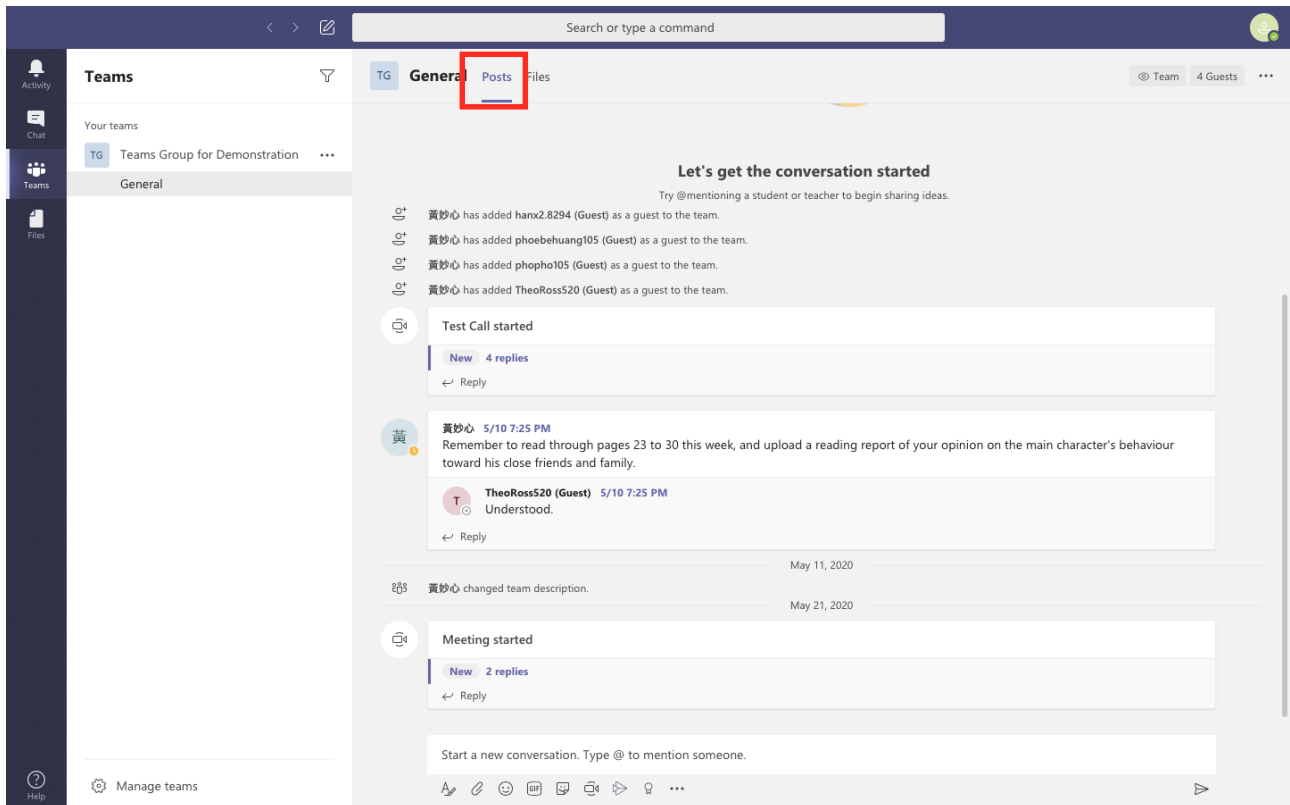 Search or type a command
Activity
Chat
Teams
Files
Help
Teams
Your teams
TG Teams Group for Demonstration
General
Manage teams
TG General Posts Files
Team 4 Guests
Let's get the conversation started
Try @mentioning a student or teacher to begin sharing ideas.
黃妙心 has added hanx2.8294 (Guest) as a guest to the team.
黃妙心 has added phoebehuang105 (Guest) as a guest to the team.
黃妙心 has added phopho105 (Guest) as a guest to the team.
黃妙心 has added TheoRoss520 (Guest) as a guest to the team.
Test Call started
New 4 replies
Reply
黃
黃妙心 5/10 7:25 PM
Remember to read through pages 23 to 30 this week, and upload a reading report of your opinion on the main character's behaviour
toward his close friends and family.
T
TheoRoss520 (Guest) 5/10 7:25 PM
Understood.
Reply
May 11, 2020
黃妙心 changed team description.
May 21, 2020
Meeting started
New 2 replies
Reply
Start a new conversation. Type @ to mention someone.
GIF